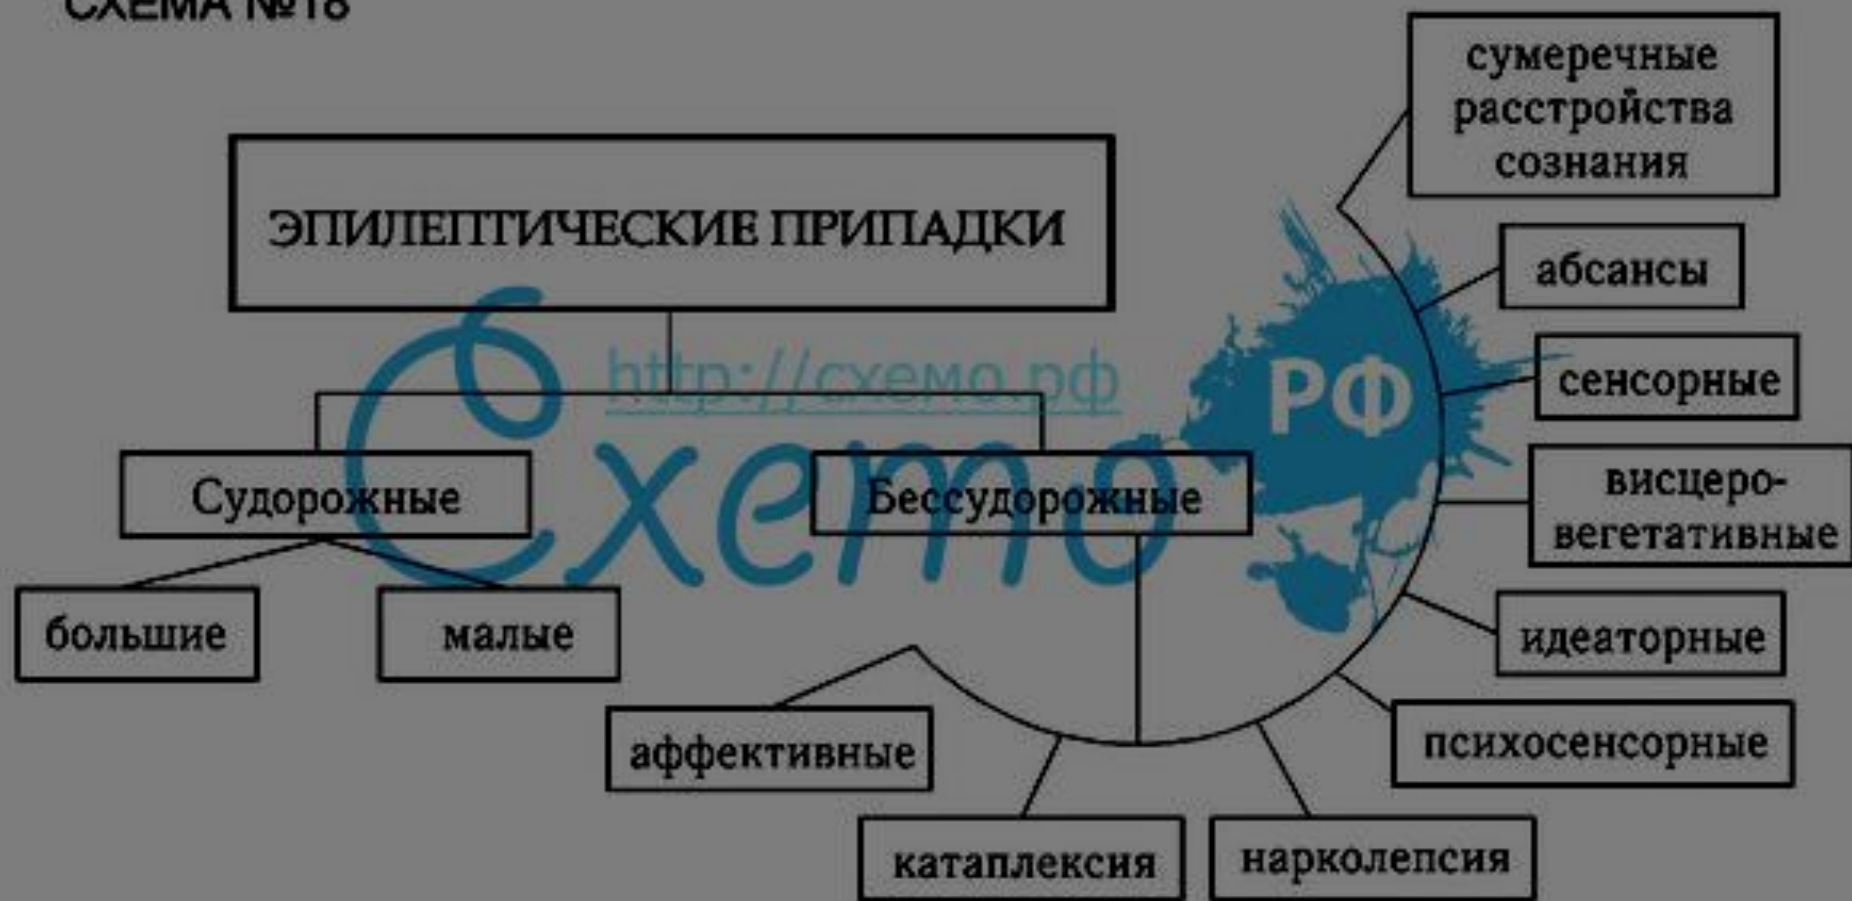 СХЕМА №18
сумеречные
расстройства
сознания
ЭПИЛЕПТИЧЕСКИЕ ПРИПАДКИ
абсансы
http://схемо.рф
РФ
сенсорные
Схемо
Судорожные
Бессудорожные
висцеро-
вегетативные
большие
малые
идеаторные
аффективные
психосенсорные
катаплексия
нарколепсия